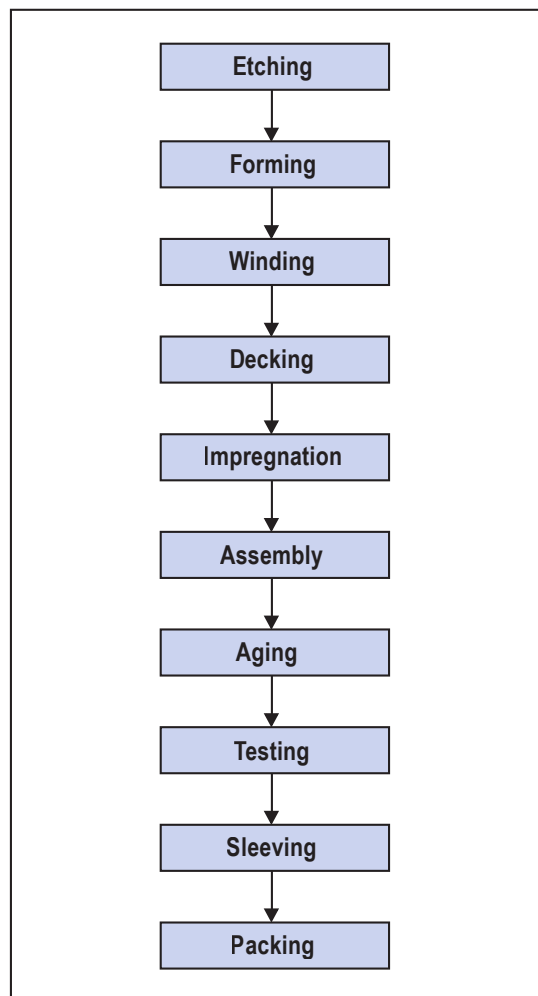 Etching
Forming
Winding
Decking
Impregnation
Assembly
Aging
Testing
Sleeving
Packing